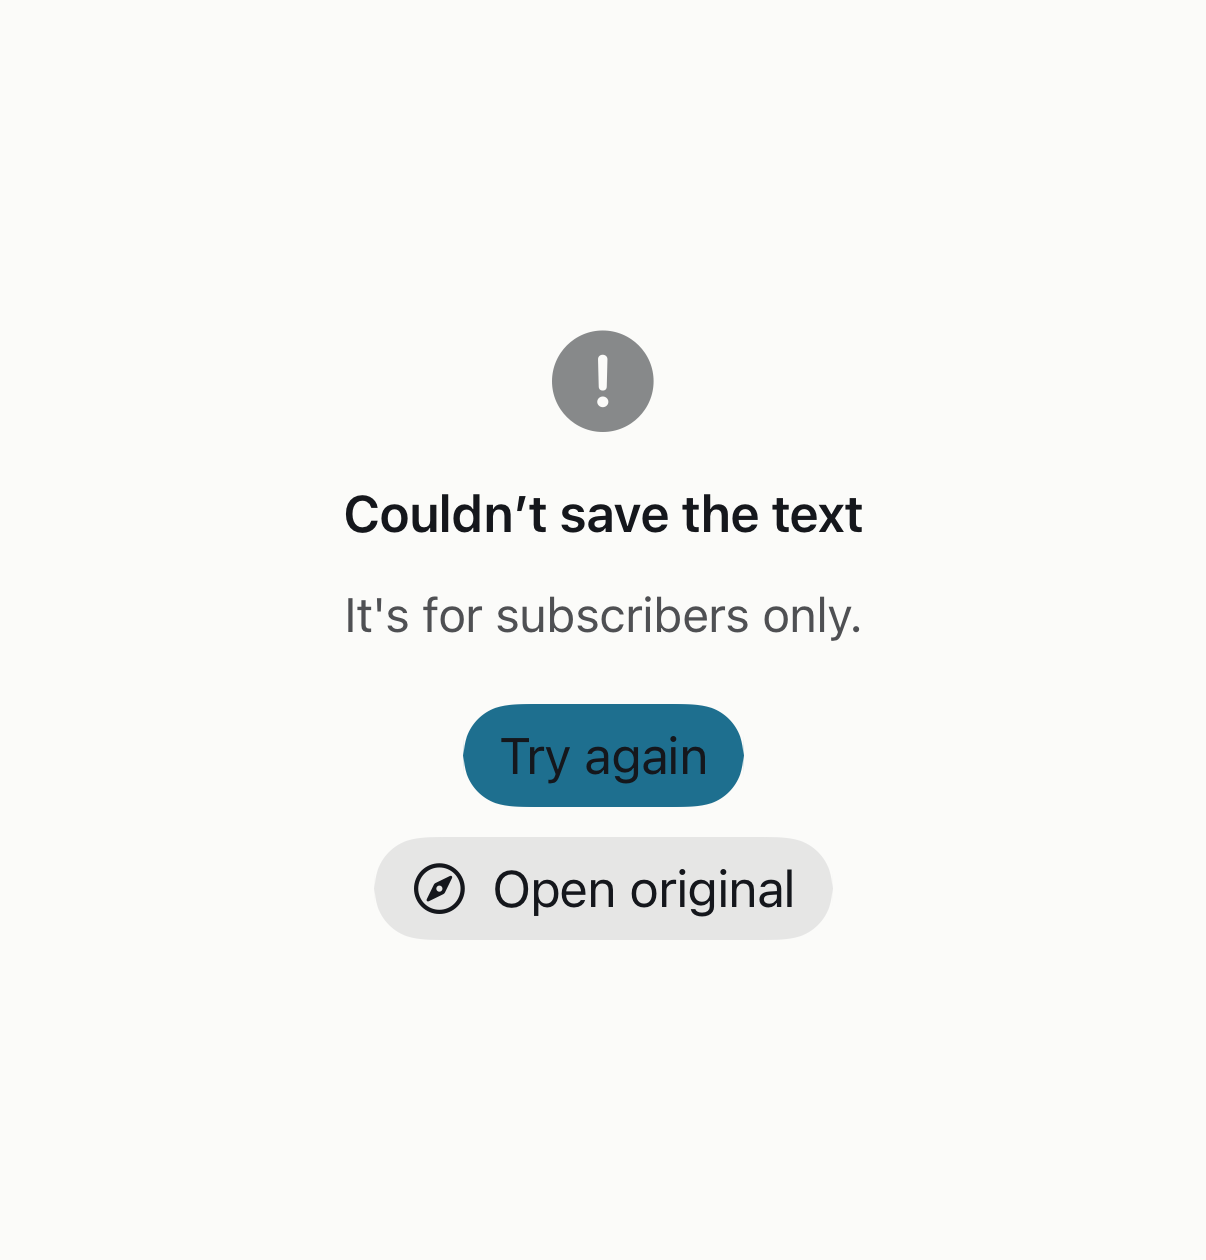 Couldn’t save the text
It's for subscribers only.
Try again
Open original